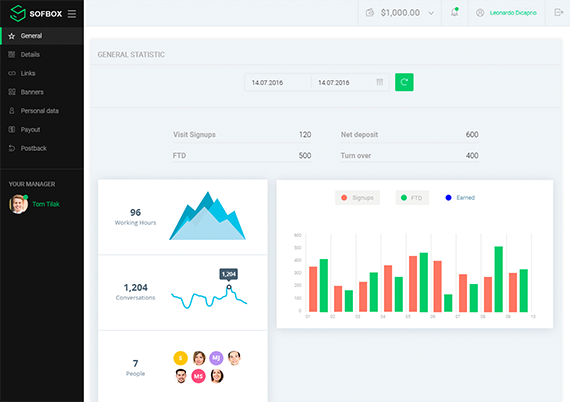 SOFBOX
$1,000.00
Leonardo Dicaprio
General
Details
Links
Banners
Personal data
Payout
Postback
YOUR MANAGER
Tom Tilak
GENERAL STATISTIC
14.07.2016 14.07.2016
Visit Signups 120 Net deposit 600
FTD 500 Turn over 400
96
Working Hours
1,204
1,204
Conversations
7
People
S MJ
MS
Signups FTD Earned
600
500
400
300
200
100
0
01 02 03 04 05 06 07 08 09 10